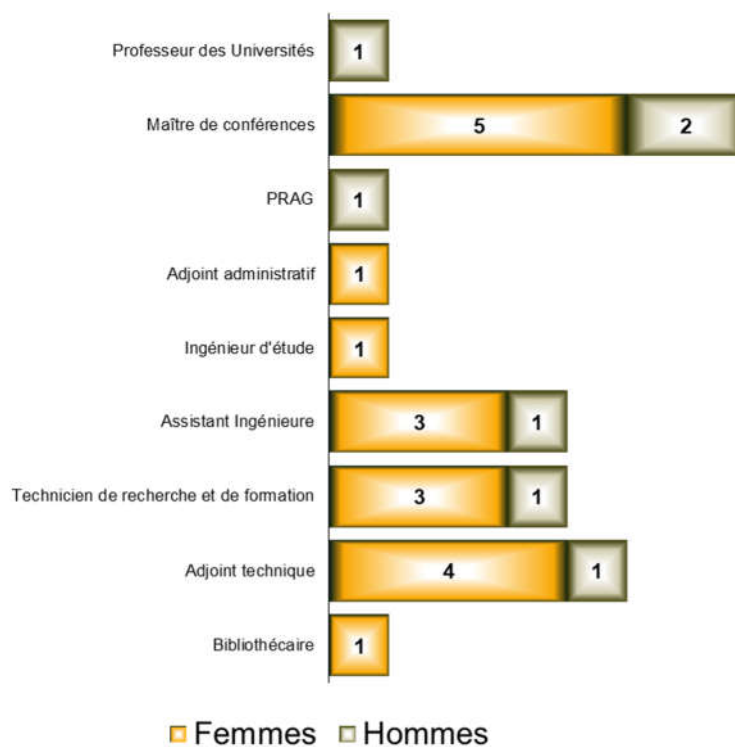 Professeur des Universités 1
Maître de conférences 5 2
PRAG 1
Adjoint administratif 1
Ingénieur d'étude 1
Assistant Ingénieure 3 1
Technicien de recherche et de formation 3 1
Adjoint technique 4 1
Bibliothécaire 1
Femmes Hommes